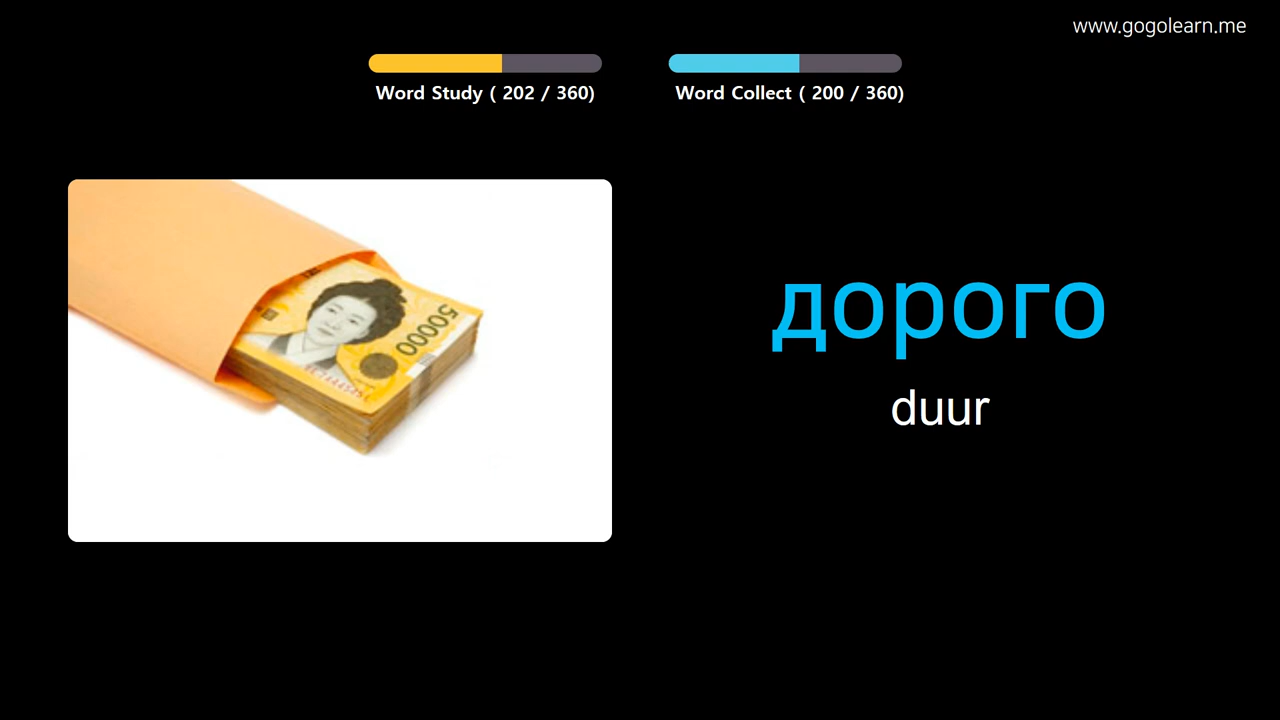 www.gogolearn.me
Word Study ( 202 / 360)
Word Collect ( 200 / 360)
50000
дорого
duur